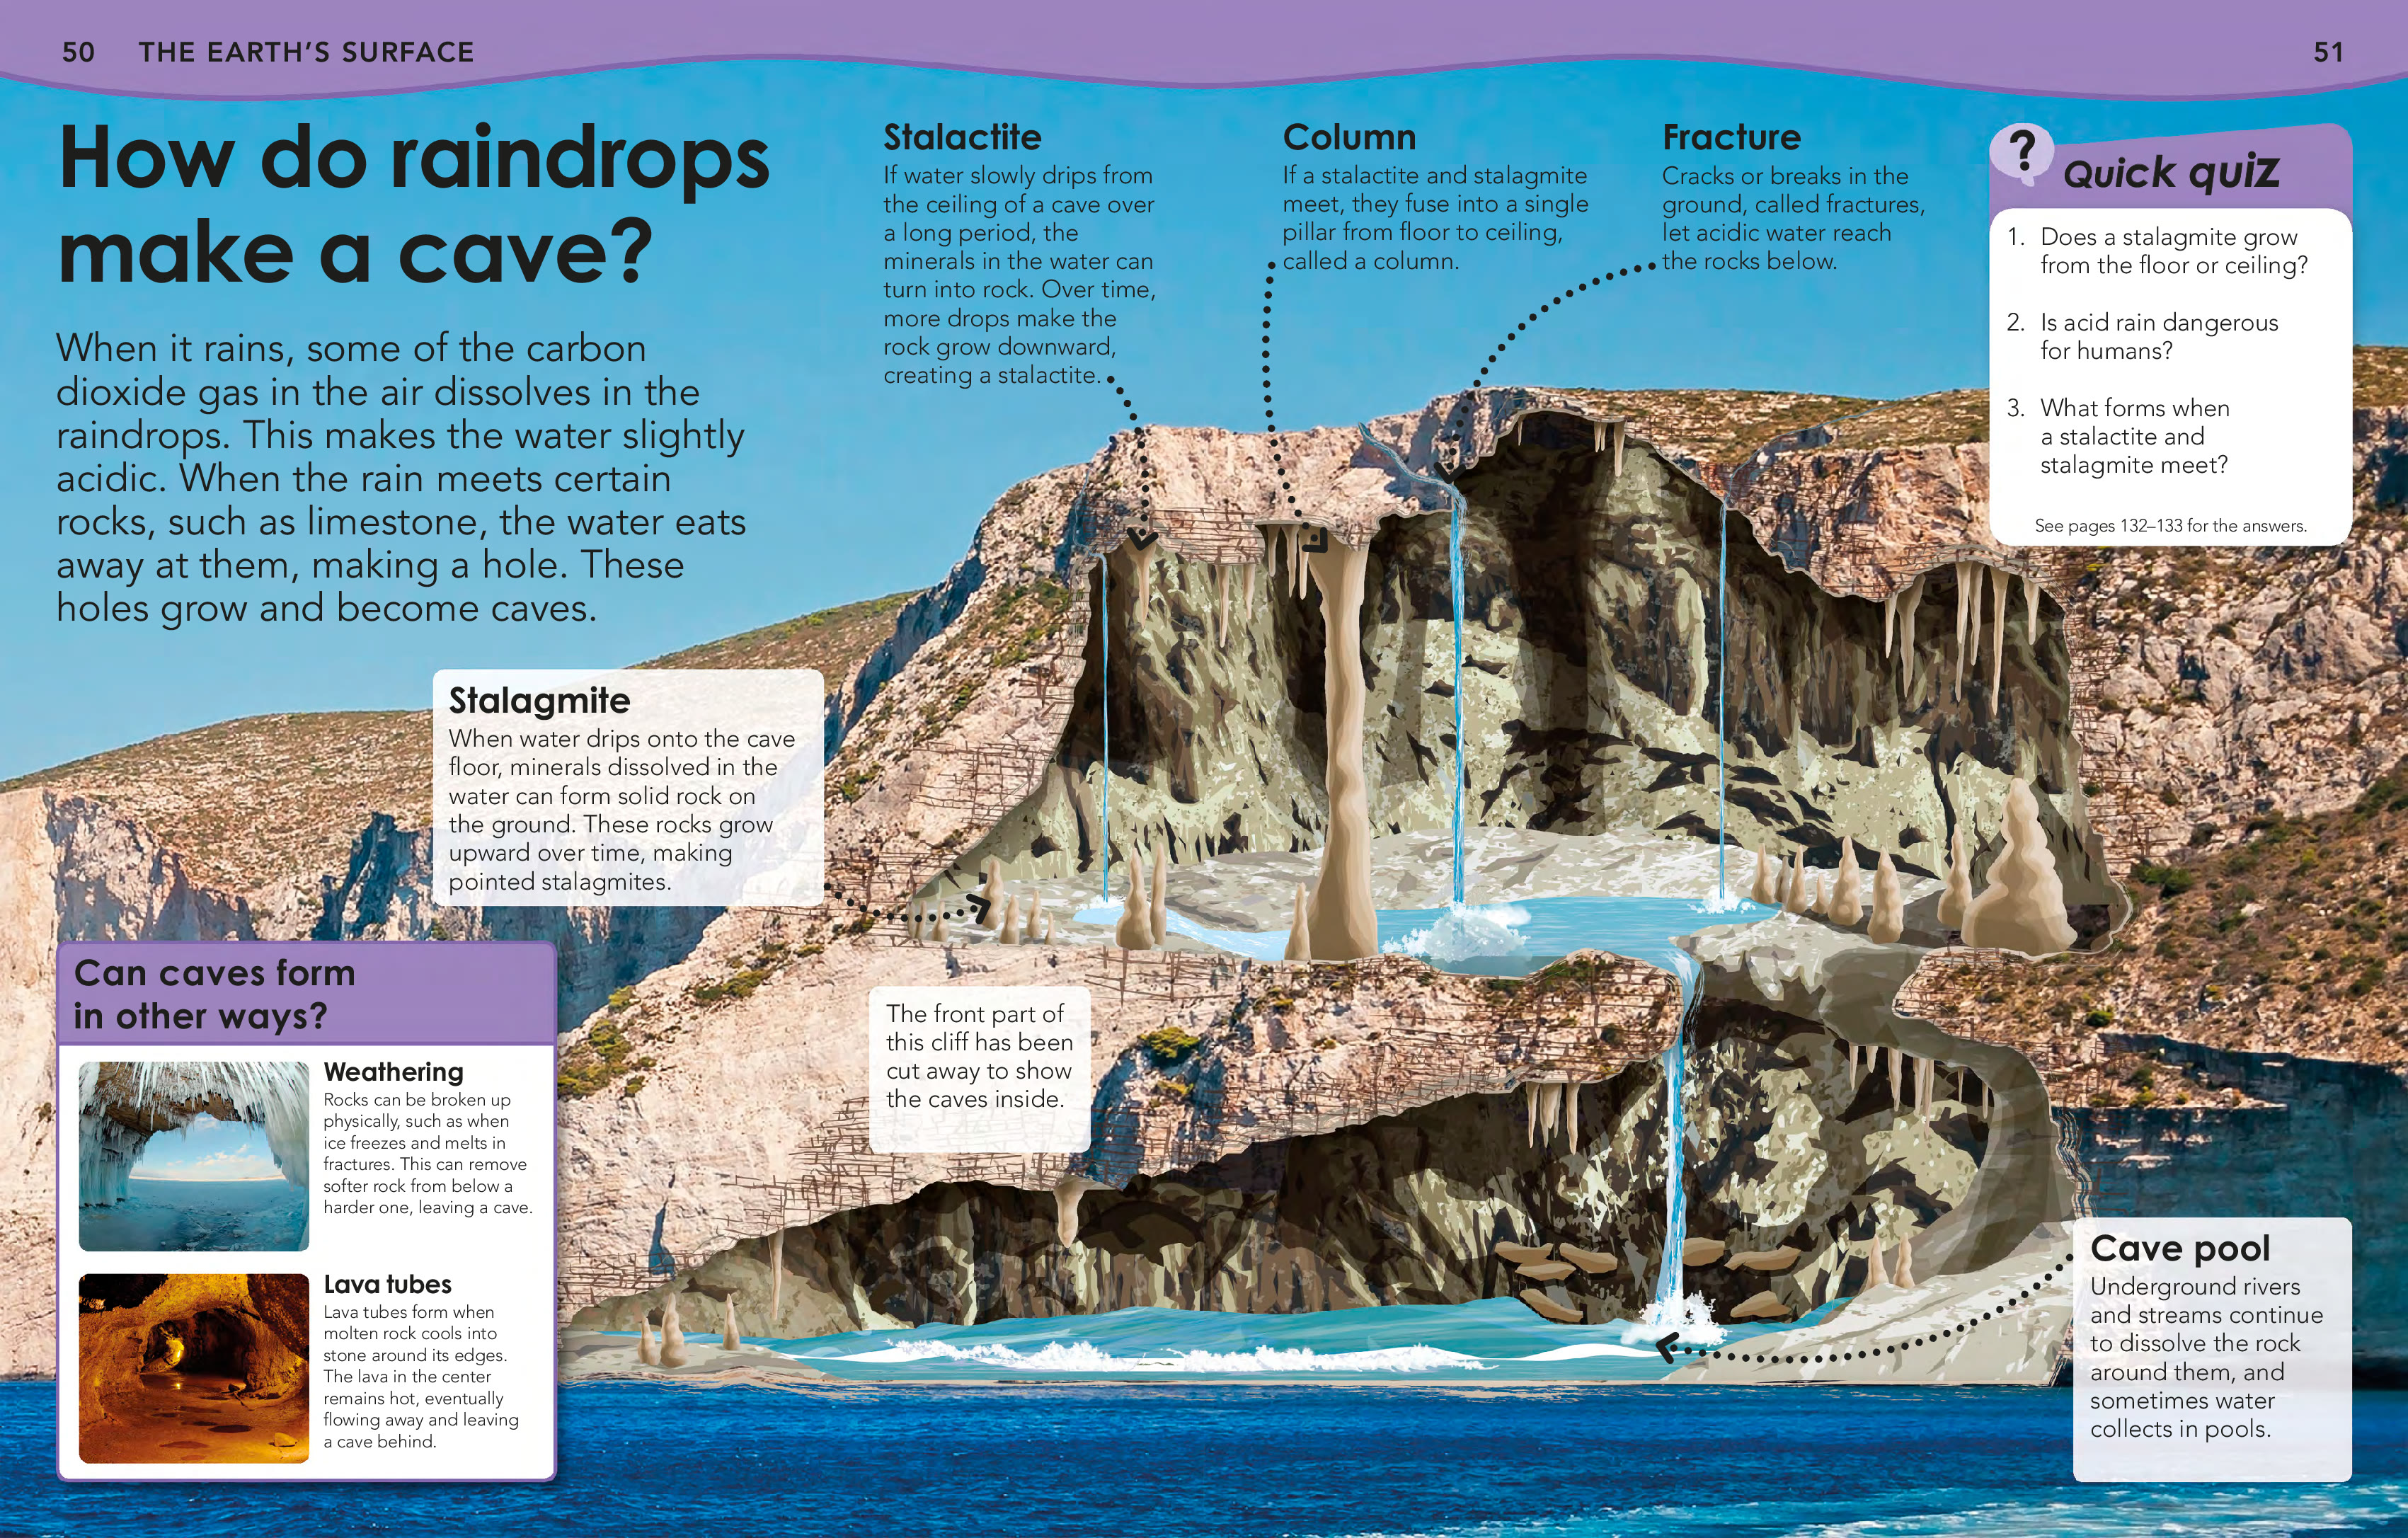 50 THE EARTH'S SURFACE
51
How do raindrops
make a cave?
When it rains, some of the carbon
dioxide gas in the air dissolves in the
raindrops. This makes the water slightly
acidic. When the rain meets certain
rocks, such as limestone, the water eats
away at them, making a hole. These
holes grow and become caves.
Stalactite
If water slowly drips from
the ceiling of a cave over
a long period, the
minerals in the water can
turn into rock. Over time,
more drops make the
rock grow downward,
creating a stalactite.
Column
If a stalactite and stalagmite
meet, they fuse into a single
pillar from floor to ceiling,
called a column.
Fracture
Cracks or breaks in the
ground, called fractures,
let acidic water reach
the rocks below.
?
Quick quiz
1. Does a stalagmite grow
from the floor or ceiling?
2. Is acid rain dangerous
for humans?
3. What forms when
a stalactite and
stalagmite meet?
See pages 132–133 for the answers.
Stalagmite
When water drips onto the cave
floor, minerals dissolved in the
water can form solid rock on
the ground. These rocks grow
upward over time, making
pointed stalagmites.
The front part of
this cliff has been
cut away to show
the caves inside.
Can caves form
in other ways?
Weathering
Rocks can be broken up
physically, such as when
ice freezes and melts in
fractures. This can remove
softer rock from below a
harder one, leaving a cave.
Lava tubes
Lava tubes form when
molten rock cools into
stone around its edges.
The lava in the center
remains hot, eventually
flowing away and leaving
a cave behind.
Cave pool
Underground rivers
and streams continue
to dissolve the rock
around them, and
sometimes water
collects in pools.